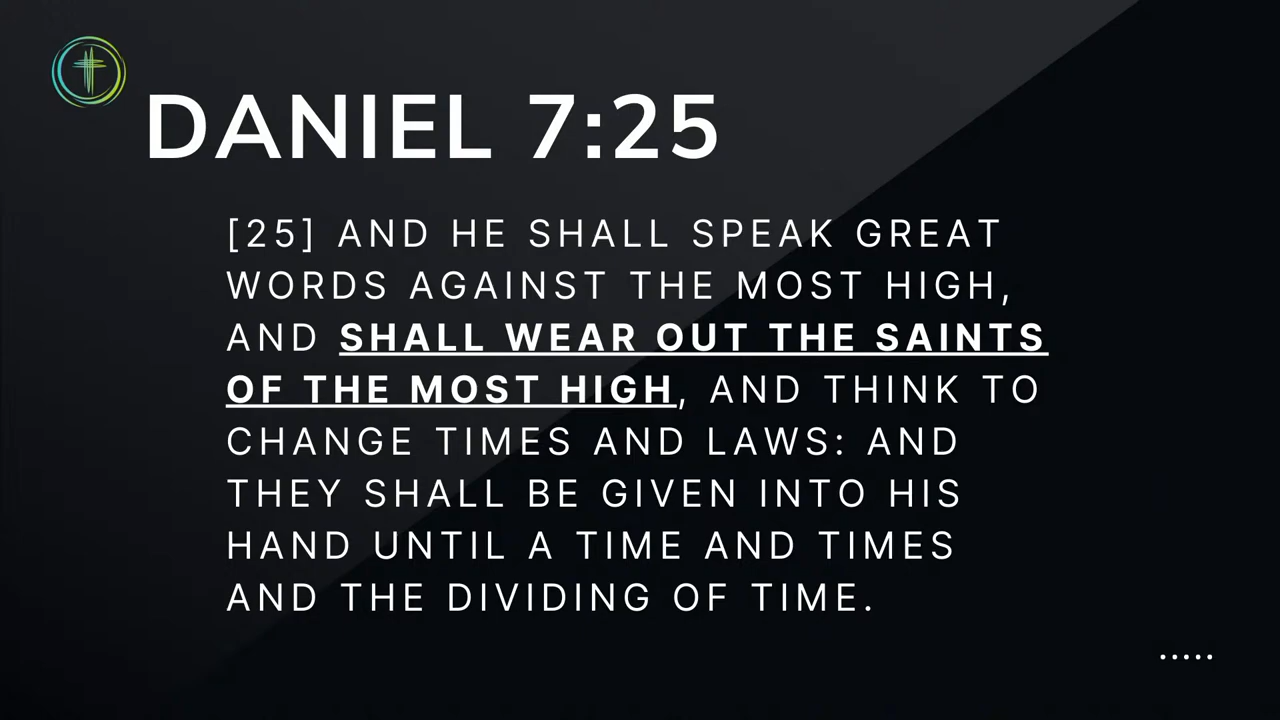 DANIEL 7:25
[25] AND HE SHALL SPEAK GREAT
WORDS AGAINST THE MOST HIGH,
AND SHALL WEAR OUT THE SAINTS
OF THE MOST HIGH, AND THINK TO
CHANGE TIMES AND LAWS: AND
THEY SHALL BE GIVEN INTO HIS
HAND UNTIL A TIME AND TIMES
AND THE DIVIDING OF TIME.